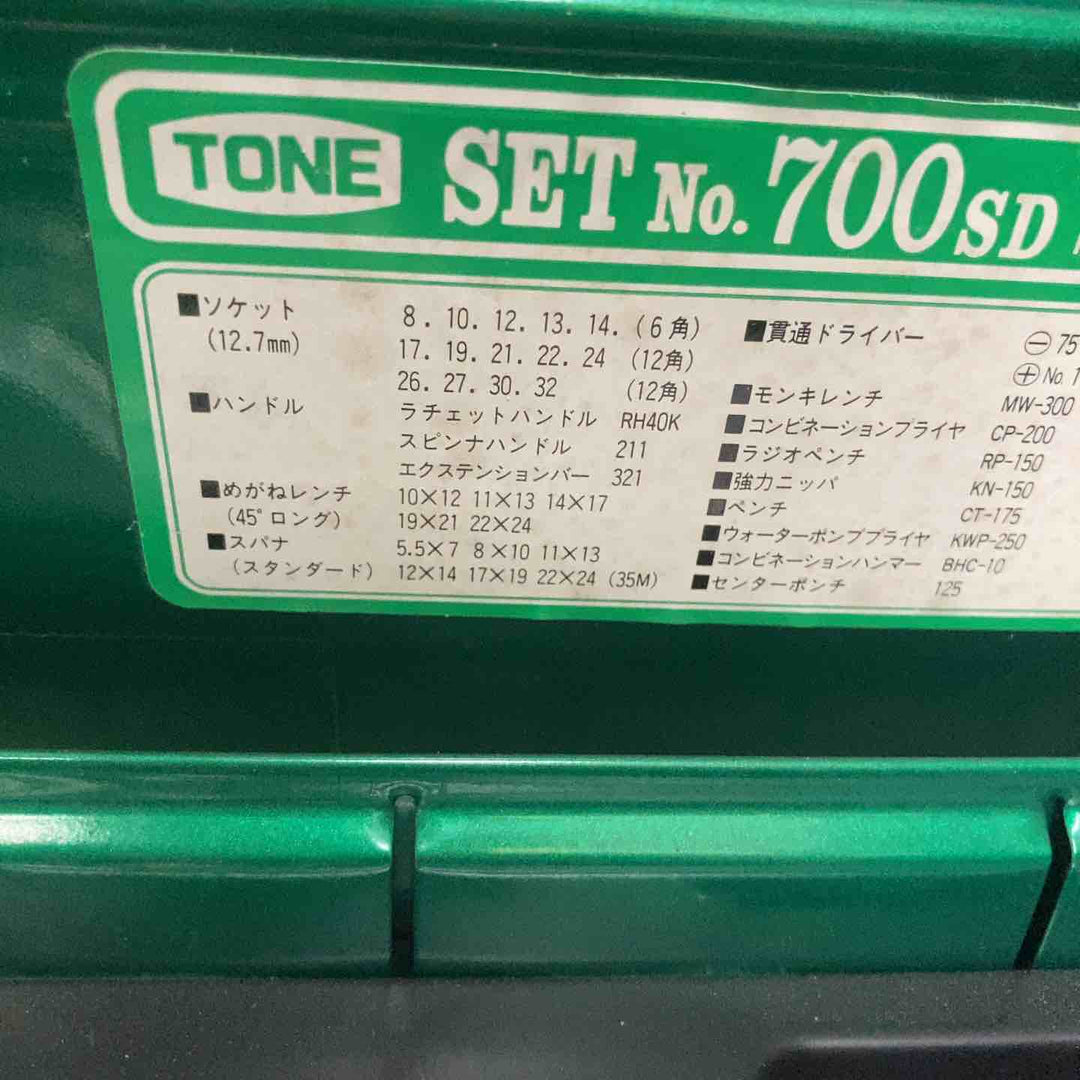 TONE SET No. 700SD
■ソケット 8. 10. 12. 13. 14. (6角)
(12.7mm) 17. 19. 21. 22. 24 (12角)
26. 27. 30. 32 (12角)
■ハンドル ラチェットハンドル RH40K
スピンナハンドル 211
エクステンションバー 321
■めがねレンチ 10×12 11×13 14×17
(45°ロング) 19×21 22×24
■スパナ 5.5×7 8×10 11×13
(スタンダード) 12×14 17×19 22×24 (35M)
■貫通ドライバー ⊖ 75
⊕ No. 1
■モンキレンチ MW-300
■コンビネーションプライヤ CP-200
■ラジオペンチ RP-150
■強力ニッパ KN-150
■ペンチ CT-175
■ウォーターポンププライヤ KWP-250
■コンビネーションハンマー BHC-10
■センターポンチ 125